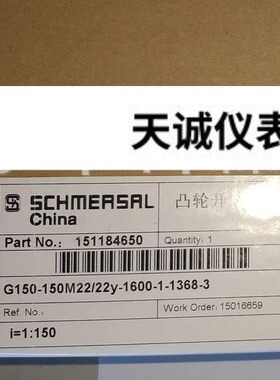 天诚仪表
SCHMERSAL
China
凸轮开
Part No.: 151184650
Quantity: 1
G150-150M22/22y-1600-1-1368-3
Ref. No.:
Work Order: 15016659
i=1:150